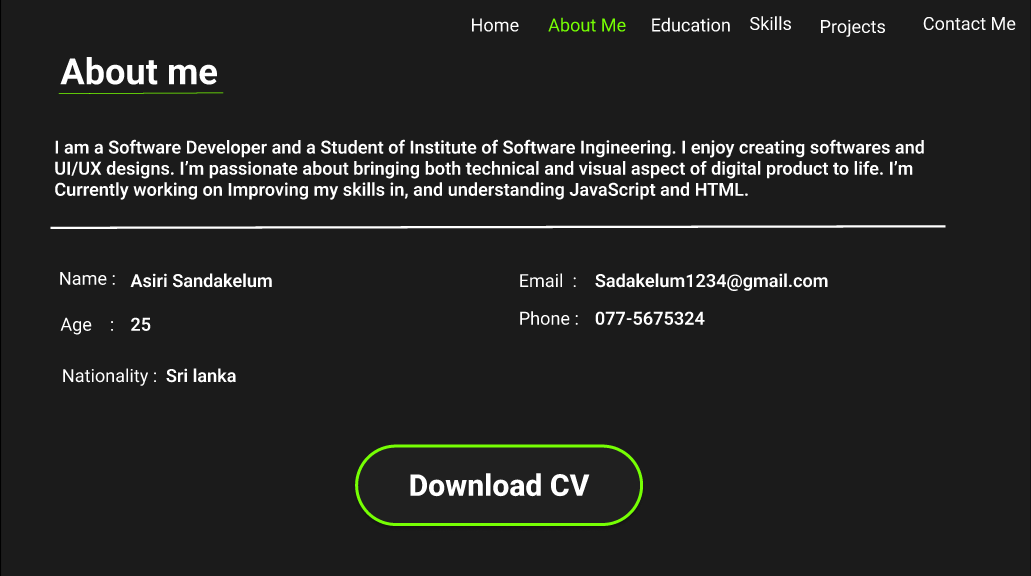 Home About Me Education Skills Projects Contact Me
About me
I am a Software Developer and a Student of Institute of Software Ingineering. I enjoy creating softwares and
UI/UX designs. I’m passionate about bringing both technical and visual aspect of digital product to life. I’m
Currently working on Improving my skills in, and understanding JavaScript and HTML.
Name : Asiri Sandakelum
Email : Sadakelum1234@gmail.com
Age : 25
Phone : 077-5675324
Nationality : Sri lanka
Download CV